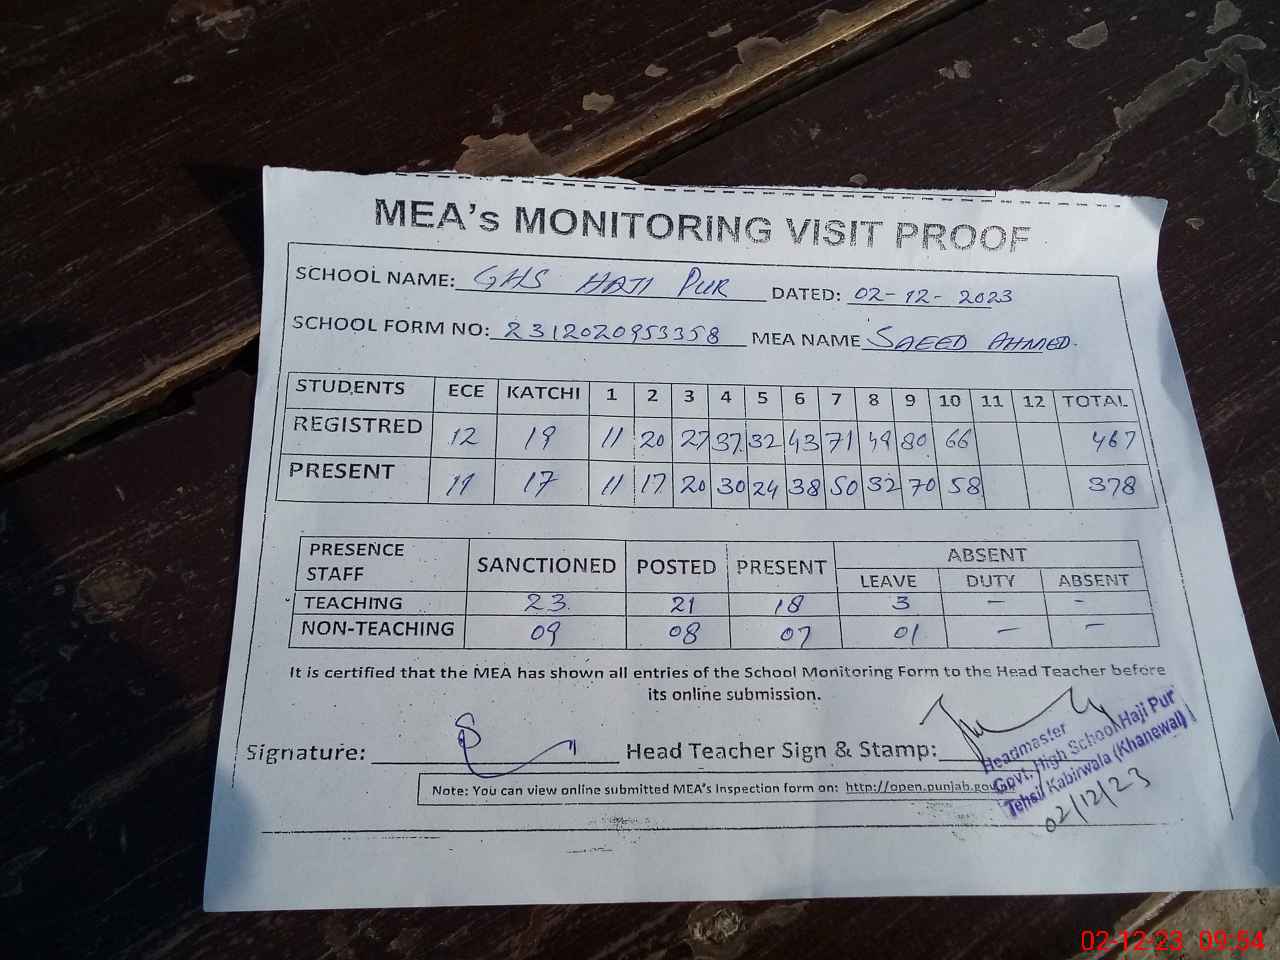 MEA's MONITORING VISIT PROOF
SCHOOL NAME: GHS HAJI PUR DATED: 02-12-2023
SCHOOL FORM NO: 2312020953358 MEA NAME SAEED AHMED.
STUDENTS ECE KATCHI 1 2 3 4 5 6 7 8 9 10 11 12 TOTAL
REGISTRED 12 19 11 20 27 37 32 43 71 49 80 66 467
PRESENT 11 17 11 17 20 30 24 38 50 32 70 58 378
PRESENCE STAFF SANCTIONED POSTED PRESENT ABSENT
LEAVE DUTY ABSENT
TEACHING 23 21 18 3 - -
NON-TEACHING 09 08 07 01 - -
It is certified that the MEA has shown all entries of the School Monitoring Form to the Head Teacher before
its online submission.
Signature: Head Teacher Sign & Stamp:
Headmaster
Govt. High School Haji Pur
Tehsil Kabirwala (Khanewal)
02/12/23
Note: You can view online submitted MEA's Inspection form on: http://open.punjab.gov
02-12-23 09:54